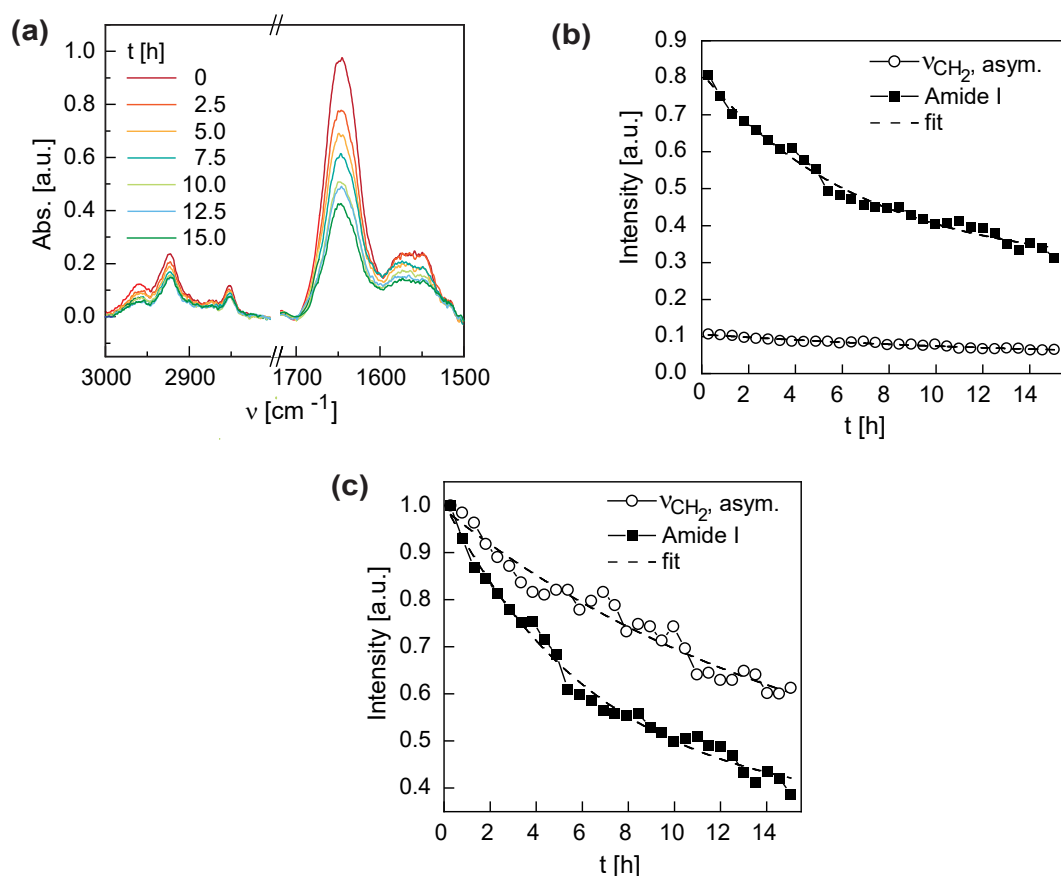 (a)
t [h]
0
2.5
5.0
7.5
10.0
12.5
15.0
Abs. [a.u.]
1.0
0.8
0.6
0.4
0.2
0.0
3000 2900 1700 1600 1500
ν [cm -1]
(b)
νCH2, asym.
Amide I
fit
Intensity [a.u.]
0.9
0.8
0.7
0.6
0.5
0.4
0.3
0.2
0.1
0.0
0 2 4 6 8 10 12 14
t [h]
(c)
νCH2, asym.
Amide I
fit
Intensity [a.u.]
1.0
0.9
0.8
0.7
0.6
0.5
0.4
0 2 4 6 8 10 12 14
t [h]